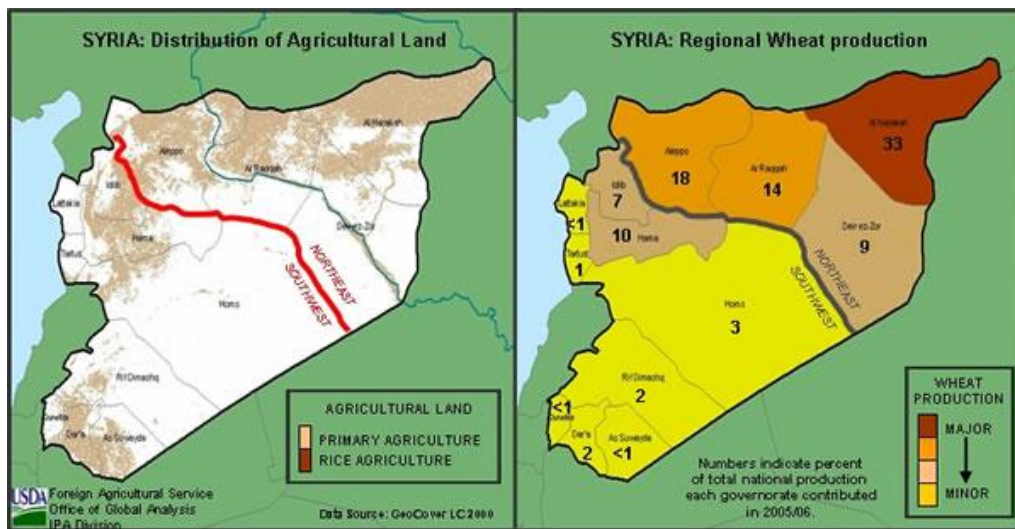 SYRIA: Distribution of Agricultural Land
Al Hasakeh
Aleppo
Ar Raqqah
Idlib
Lattakia
Deir ez Zor
Hama
Tartus
NORTHEAST
SOUTHWEST
Homs
Rif Dimashq
Quneitra
Dar'a
As Suweyda
AGRICULTURAL LAND
PRIMARY AGRICULTURE
RICE AGRICULTURE
USDA
Foreign Agricultural Service
Office of Global Analysis
IPA Division
Data Source: GeoCover LC 2000
SYRIA: Regional Wheat production
Al Hasakeh
33
Aleppo
18
Ar Raqqah
14
Idlib
7
Lattakia
<1
10
Hama
Deir ez Zor
9
Tartus
1
NORTHEAST
SOUTHWEST
Homs
3
Rif Dimashq
2
<1
Quneitra
Dar'a
2
As Suweyda
<1
WHEAT
PRODUCTION
MAJOR
MINOR
Numbers indicate percent
of total national production
each governorate contributed
in 2005/06.